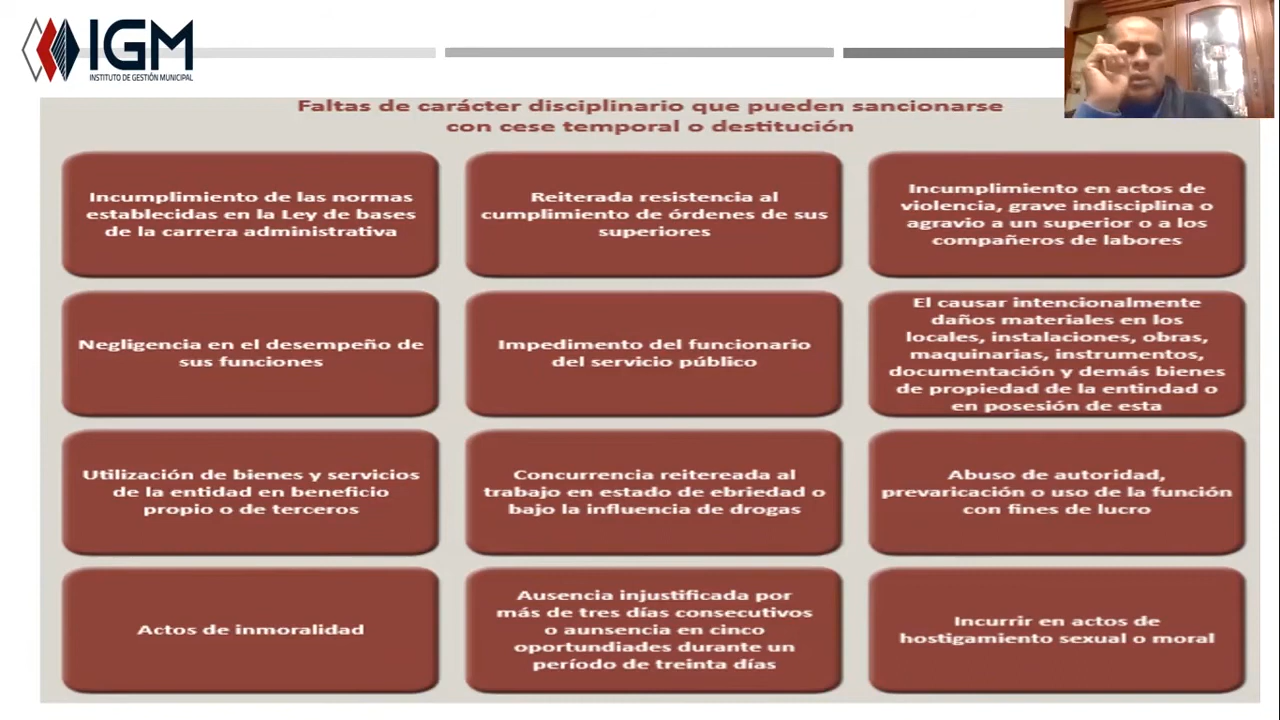 IGM
INSTITUTO DE GESTIÓN MUNICIPAL
Faltas de carácter disciplinario que pueden sancionarse
con cese temporal o destitución
Incumplimiento de las normas
establecidas en la Ley de bases
de la carrera administrativa
Reiterada resistencia al
cumplimiento de órdenes de sus
superiores
Incumplimiento en actos de
violencia, grave indisciplina o
agravio a un superior o a los
compañeros de labores
Negligencia en el desempeño de
sus funciones
Impedimento del funcionario
del servicio público
El causar intencionalmente
daños materiales en los
locales, instalaciones, obras,
maquinarias, instrumentos,
documentación y demás bienes
de propiedad de la entindad o
en posesión de esta
Utilización de bienes y servicios
de la entidad en beneficio
propio o de terceros
Concurrencia reitereada al
trabajo en estado de ebriedad o
bajo la influencia de drogas
Abuso de autoridad,
prevaricación o uso de la función
con fines de lucro
Actos de inmoralidad
Ausencia injustificada por
más de tres días consecutivos
o aunsencia en cinco
oportundiades durante un
período de treinta días
Incurrir en actos de
hostigamiento sexual o moral